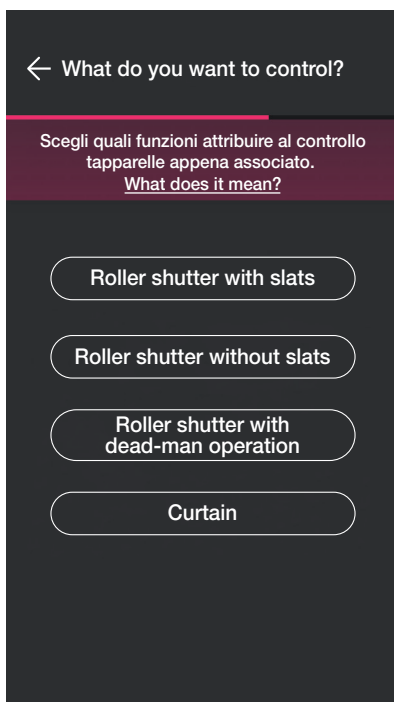 What do you want to control?
Scegli quali funzioni attribuire al controllo
tapparelle appena associato.
What does it mean?
Roller shutter with slats
Roller shutter without slats
Roller shutter with
dead-man operation
Curtain